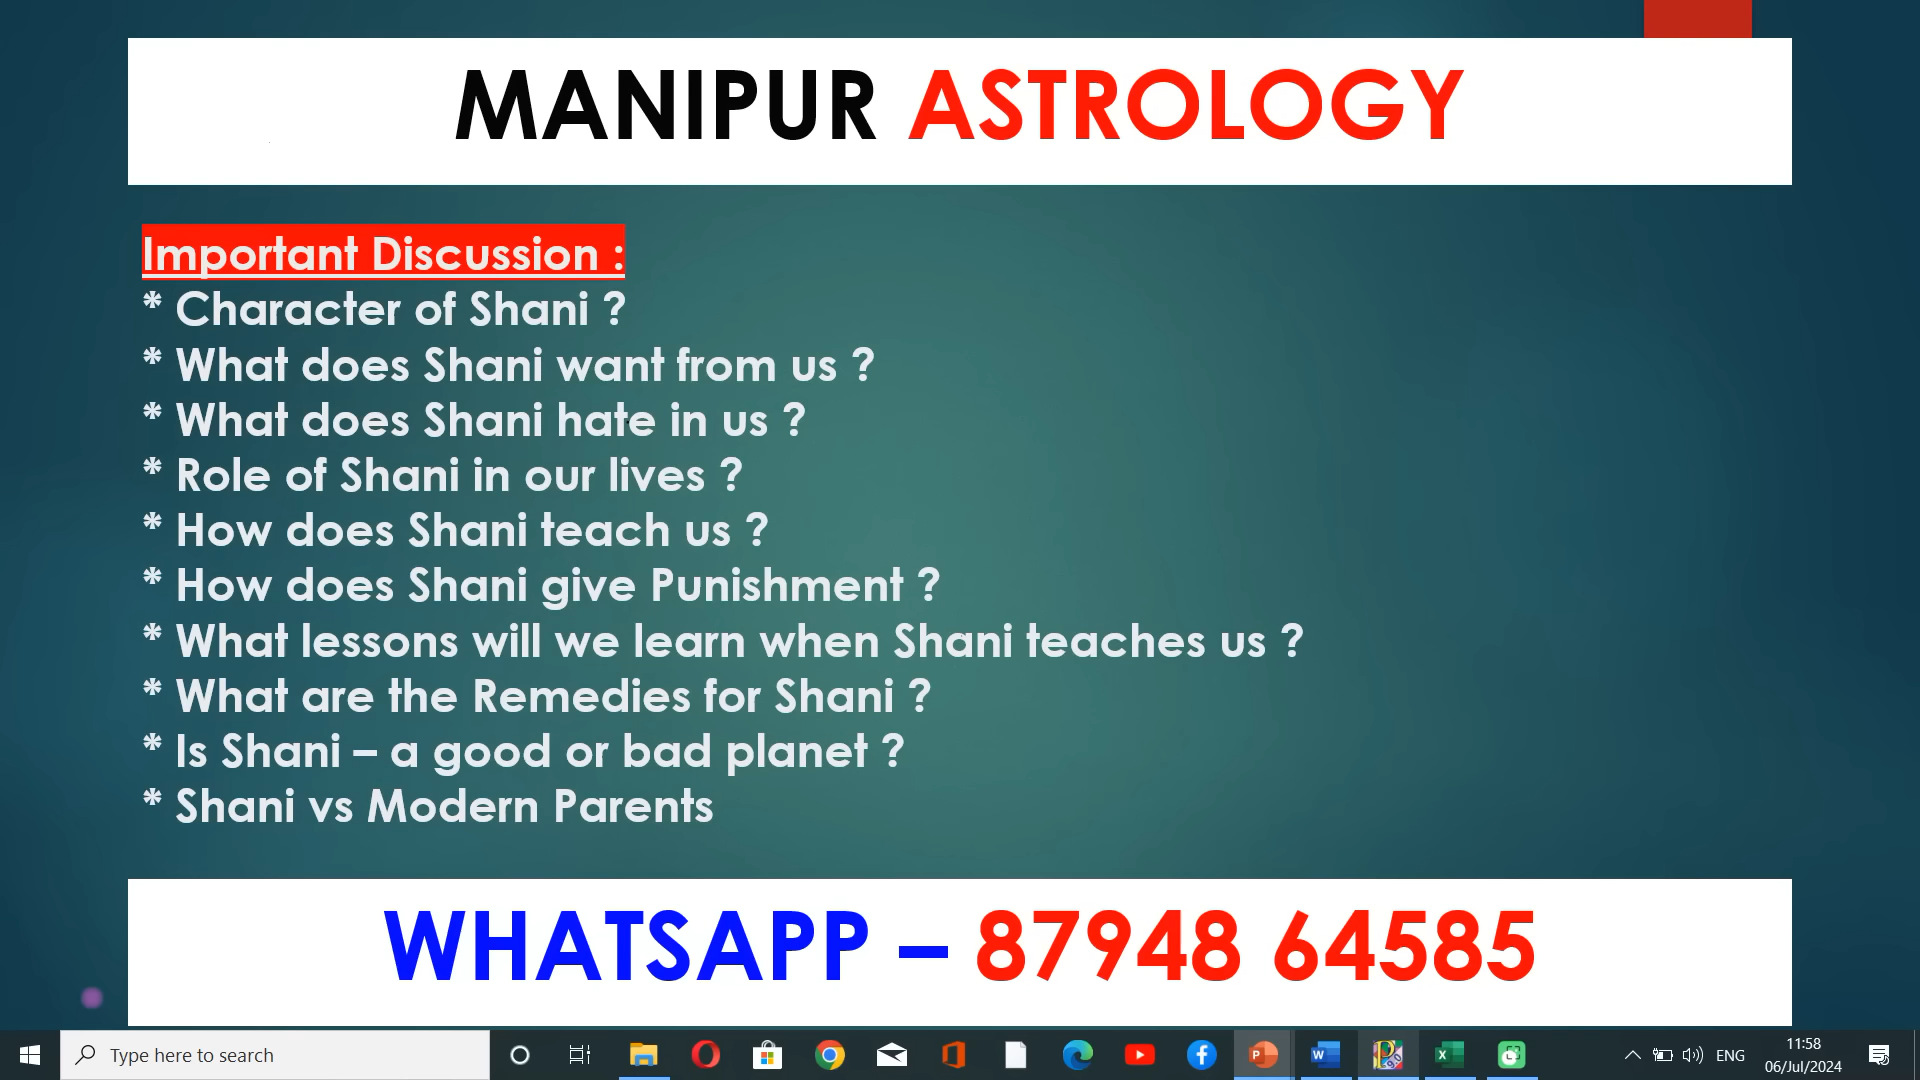 MANIPUR ASTROLOGY
Important Discussion :
* Character of Shani ?
* What does Shani want from us ?
* What does Shani hate in us ?
* Role of Shani in our lives ?
* How does Shani teach us ?
* How does Shani give Punishment ?
* What lessons will we learn when Shani teaches us ?
* What are the Remedies for Shani ?
* Is Shani – a good or bad planet ?
* Shani vs Modern Parents
WHATSAPP – 87948 64585
Type here to search
ENG
11:58
06/Jul/2024